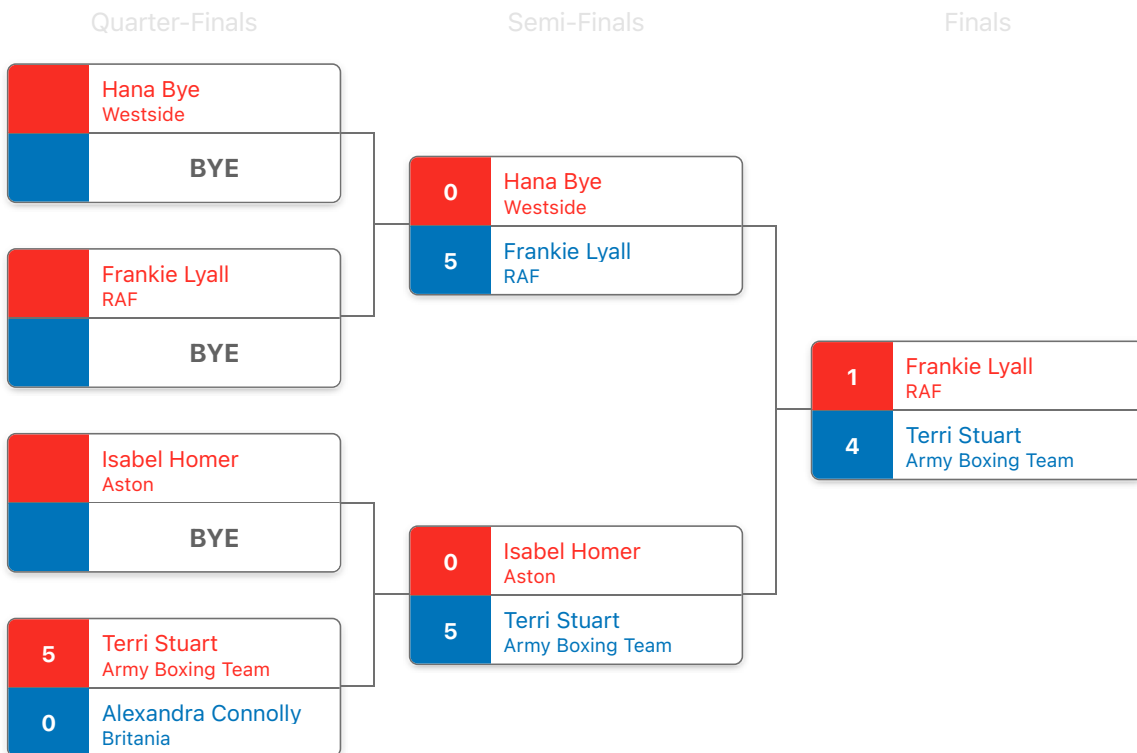 Quarter-Finals
Semi-Finals
Finals
Hana Bye
Westside
BYE
Frankie Lyall
RAF
BYE
Isabel Homer
Aston
BYE
5
Terri Stuart
Army Boxing Team
0
Alexandra Connolly
Britania
0
Hana Bye
Westside
5
Frankie Lyall
RAF
0
Isabel Homer
Aston
5
Terri Stuart
Army Boxing Team
1
Frankie Lyall
RAF
4
Terri Stuart
Army Boxing Team